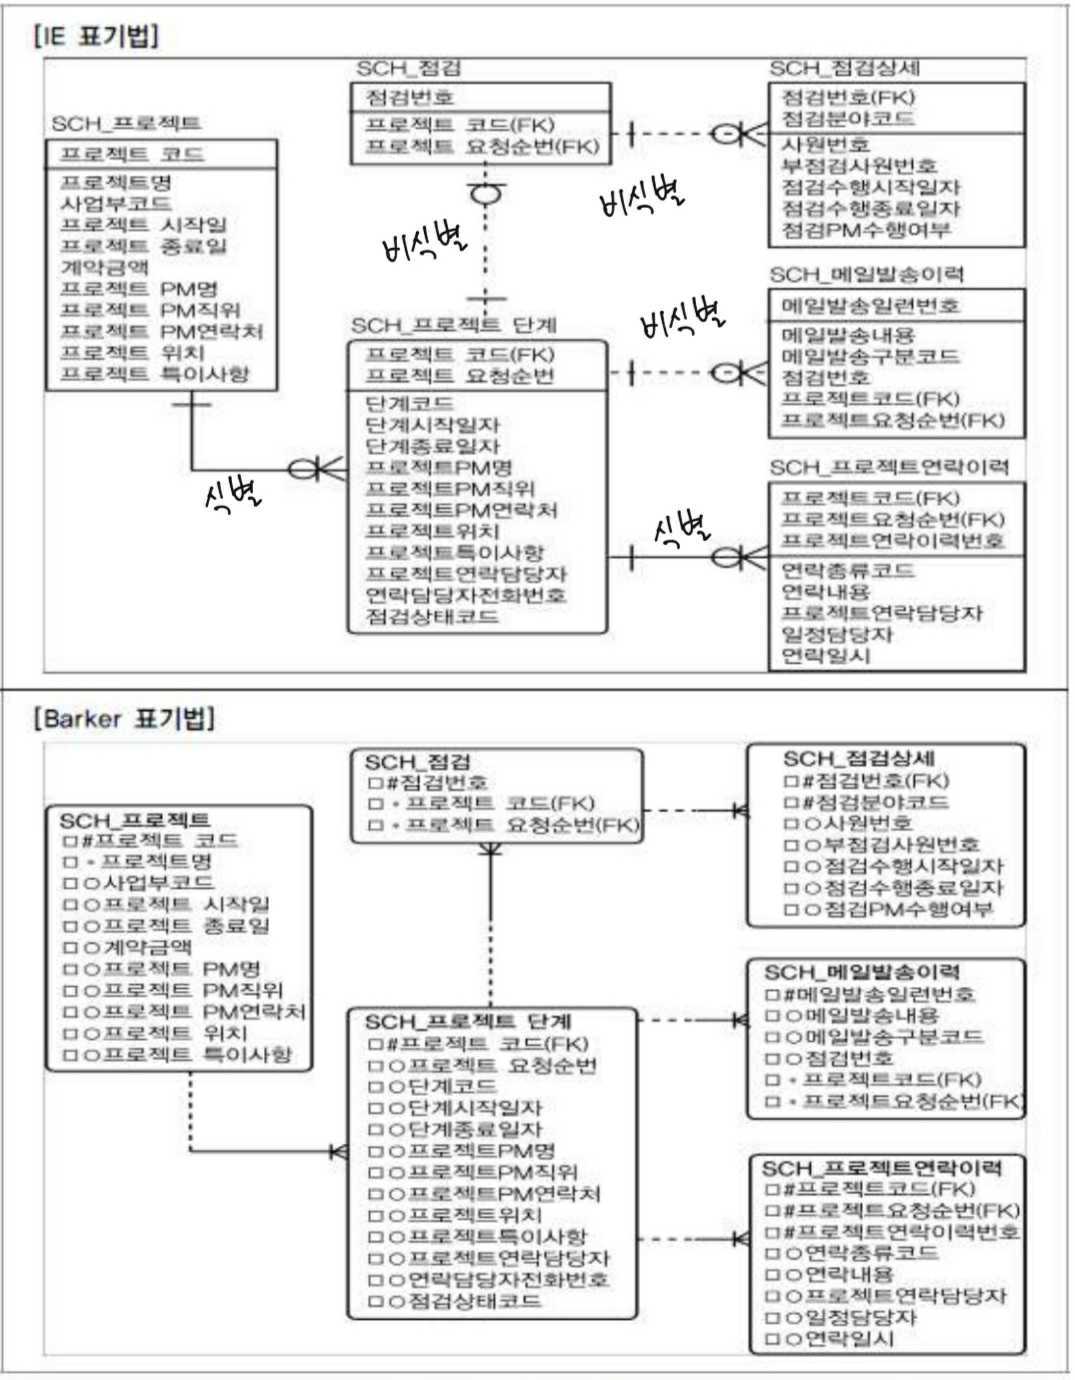 [IE 표기법]
SCH_프로젝트
프로젝트 코드
프로젝트명
사업부코드
프로젝트 시작일
프로젝트 종료일
계약금액
프로젝트 PM명
프로젝트 PM직위
프로젝트 PM연락처
프로젝트 위치
프로젝트 특이사항
식별
SCH_점검
점검번호
프로젝트 코드(FK)
프로젝트 요청순번(FK)
비식별
비식별
SCH_프로젝트 단계
프로젝트 코드(FK)
프로젝트 요청순번
단계코드
단계시작일자
단계종료일자
프로젝트PM명
프로젝트PM직위
프로젝트PM연락처
프로젝트위치
프로젝트특이사항
프로젝트연락담당자
연락담당자전화번호
점검상태코드
비식별
식별
SCH_점검상세
점검번호(FK)
점검분야코드
사원번호
부점검사원번호
점검수행시작일자
점검수행종료일자
점검PM수행여부
SCH_메일발송이력
메일발송일련번호
메일발송내용
메일발송구분코드
점검번호
프로젝트코드(FK)
프로젝트요청순번(FK)
SCH_프로젝트연락이력
프로젝트코드(FK)
프로젝트요청순번(FK)
프로젝트연락이력번호
연락종류코드
연락내용
프로젝트연락담당자
일정담당자
연락일시
[Barker 표기법]
SCH_프로젝트
□#프로젝트 코드
□*프로젝트명
□○사업부코드
□○프로젝트 시작일
□○프로젝트 종료일
□○계약금액
□○프로젝트 PM명
□○프로젝트 PM직위
□○프로젝트 PM연락처
□○프로젝트 위치
□○프로젝트 특이사항
SCH_점검
□#점검번호
□*프로젝트 코드(FK)
□*프로젝트 요청순번(FK)
SCH_프로젝트 단계
□#프로젝트 코드(FK)
□○프로젝트 요청순번
□○단계코드
□○단계시작일자
□○단계종료일자
□○프로젝트PM명
□○프로젝트PM직위
□○프로젝트PM연락처
□○프로젝트위치
□○프로젝트특이사항
□○프로젝트연락담당자
□○연락담당자전화번호
□○점검상태코드
SCH_점검상세
□#점검번호(FK)
□#점검분야코드
□○사원번호
□○부점검사원번호
□○점검수행시작일자
□○점검수행종료일자
□○점검PM수행여부
SCH_메일발송이력
□#메일발송일련번호
□○메일발송내용
□○메일발송구분코드
□○점검번호
□*프로젝트코드(FK)
□*프로젝트요청순번(FK)
SCH_프로젝트연락이력
□#프로젝트코드(FK)
□#프로젝트요청순번(FK)
□#프로젝트연락이력번호
□○연락종류코드
□○연락내용
□○프로젝트연락담당자
□○일정담당자
□○연락일시